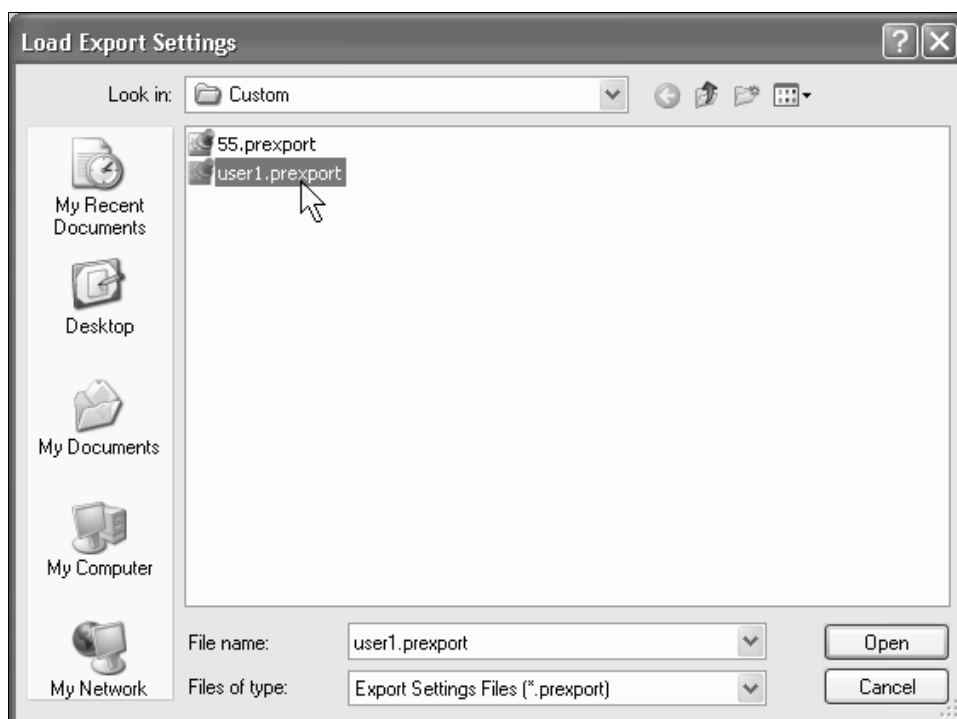 Load Export Settings
Look in: Custom
55.prexport
user1.prexport
My Recent
Documents
Desktop
My Documents
My Computer
My Network
File name: user1.prexport Open
Files of type: Export Settings Files (*.prexport) Cancel